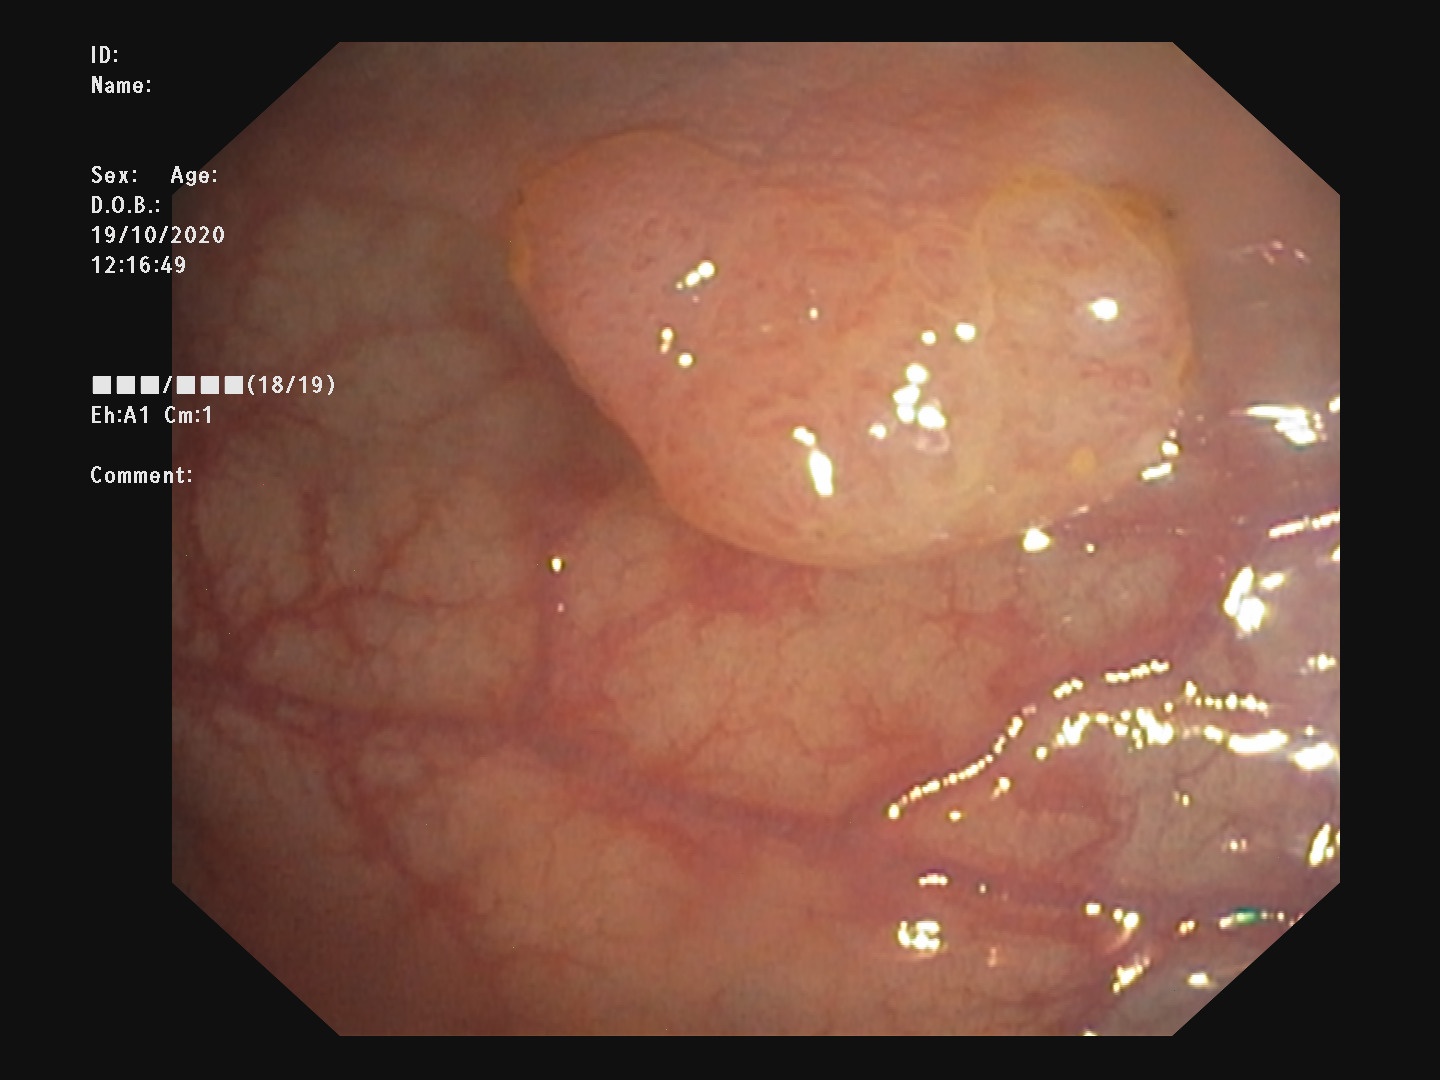 ID:
Name:
Sex: Age:
D.O.B.:
19/10/2020
12:16:49
■■■/■■■(18/19)
Eh:A1 Cm:1
Comment: